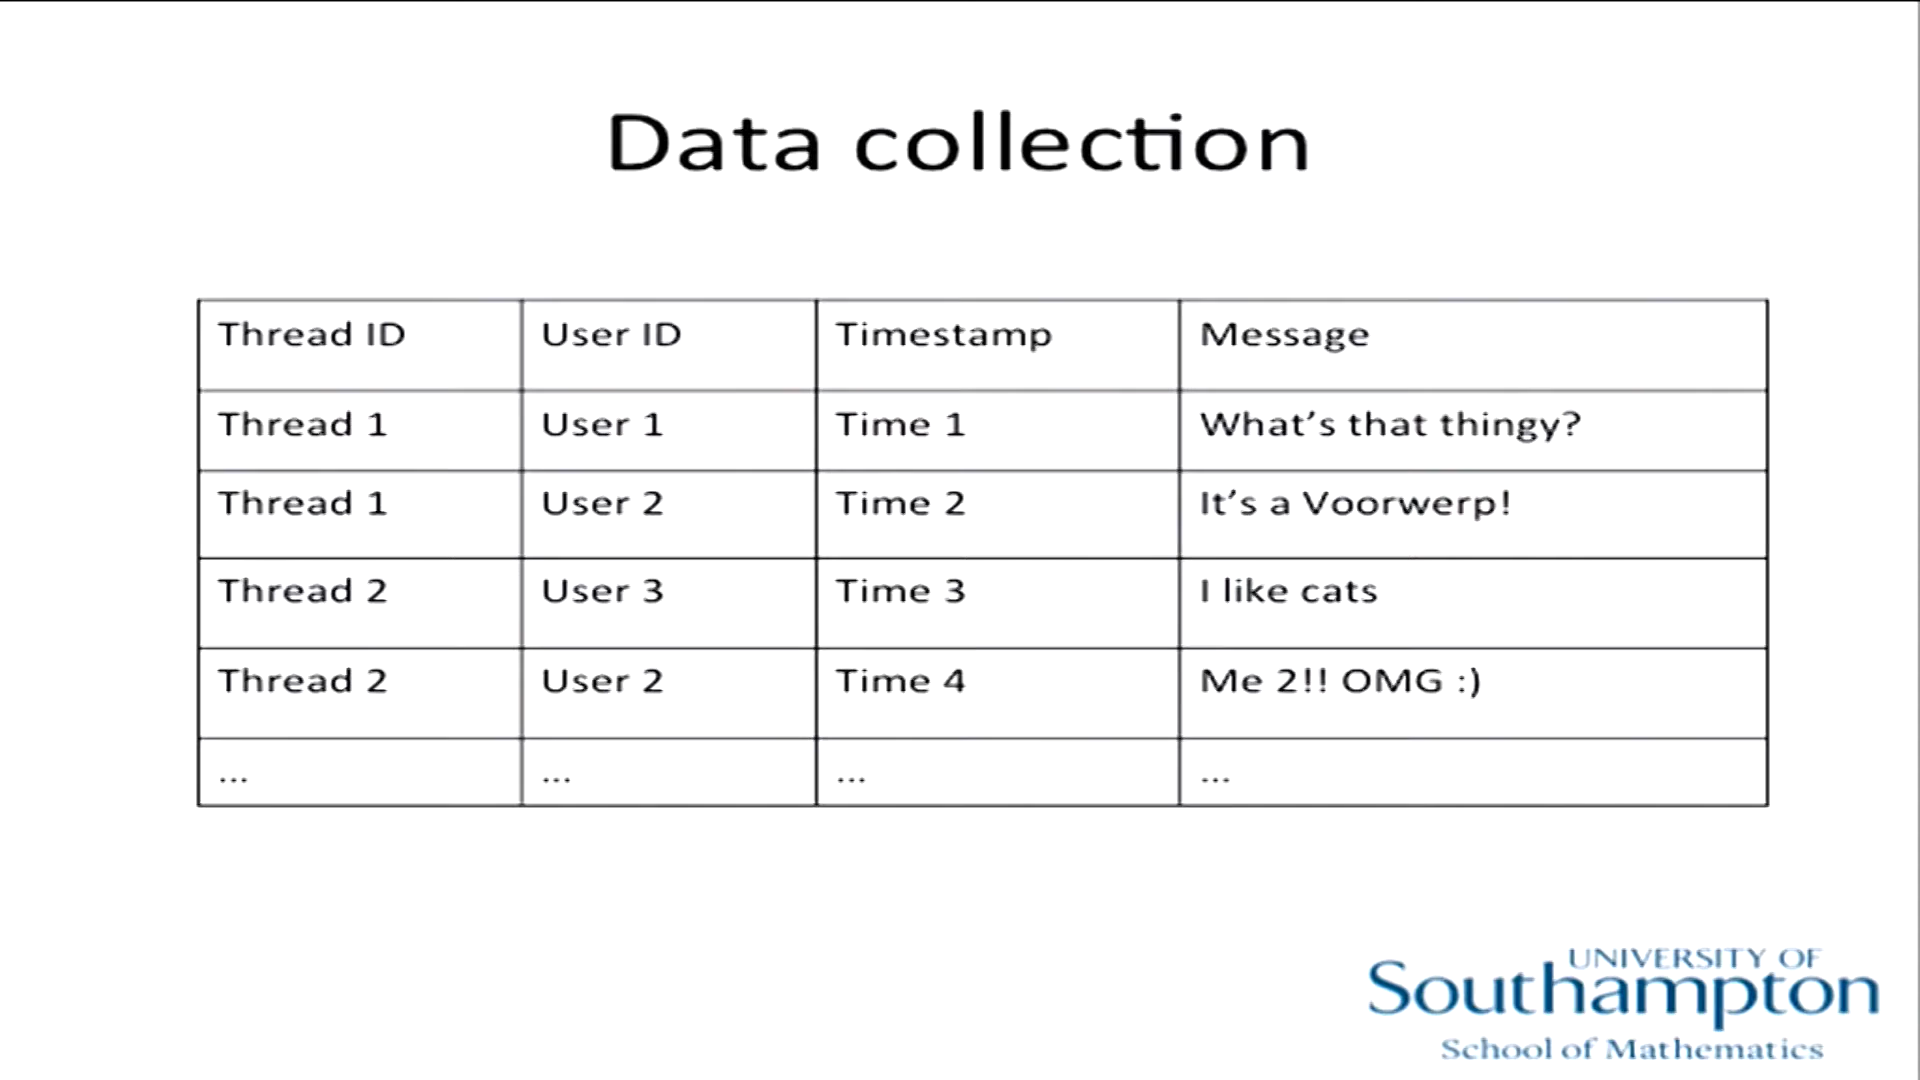 Data collection
Thread ID User ID Timestamp Message
Thread 1 User 1 Time 1 What’s that thingy?
Thread 1 User 2 Time 2 It’s a Voorwerp!
Thread 2 User 3 Time 3 I like cats
Thread 2 User 2 Time 4 Me 2!! OMG :)
... ... ... ...
UNIVERSITY OF
Southampton
School of Mathematics